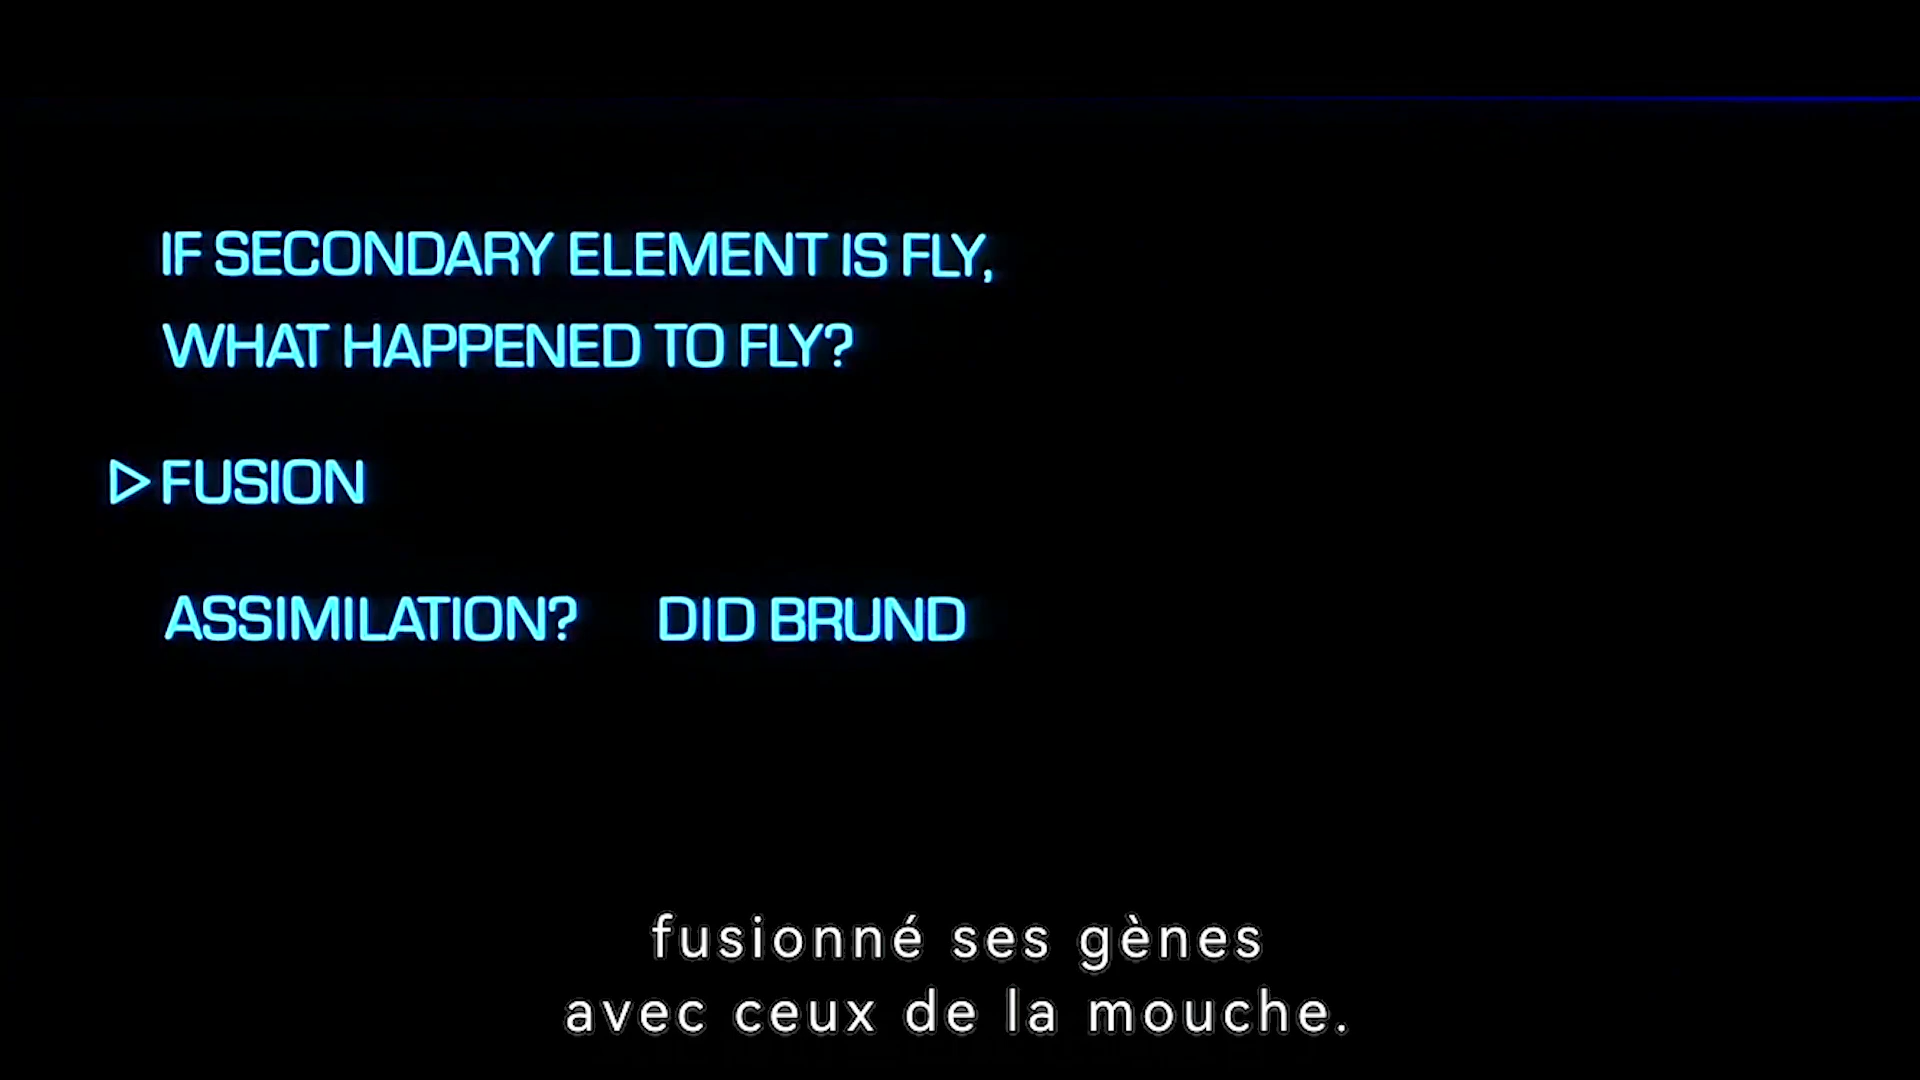 IF SECONDARY ELEMENT IS FLY,
WHAT HAPPENED TO FLY?
FUSION
ASSIMILATION? DID BRUND
fusionné ses gènes
avec ceux de la mouche.